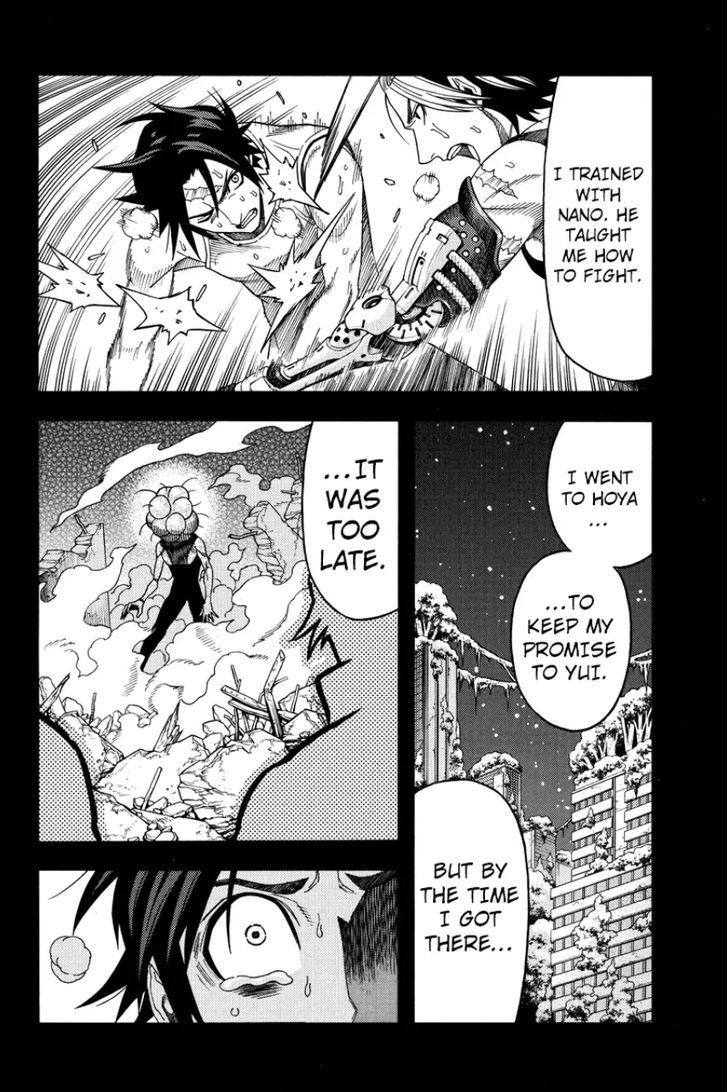 I TRAINED
WITH
NANO. HE
TAUGHT
ME HOW
TO FIGHT.
I WENT
TO HOYA
...
...TO
KEEP MY
PROMISE
TO YUI.
BUT BY
THE TIME
I GOT
THERE...
...IT
WAS
TOO
LATE.